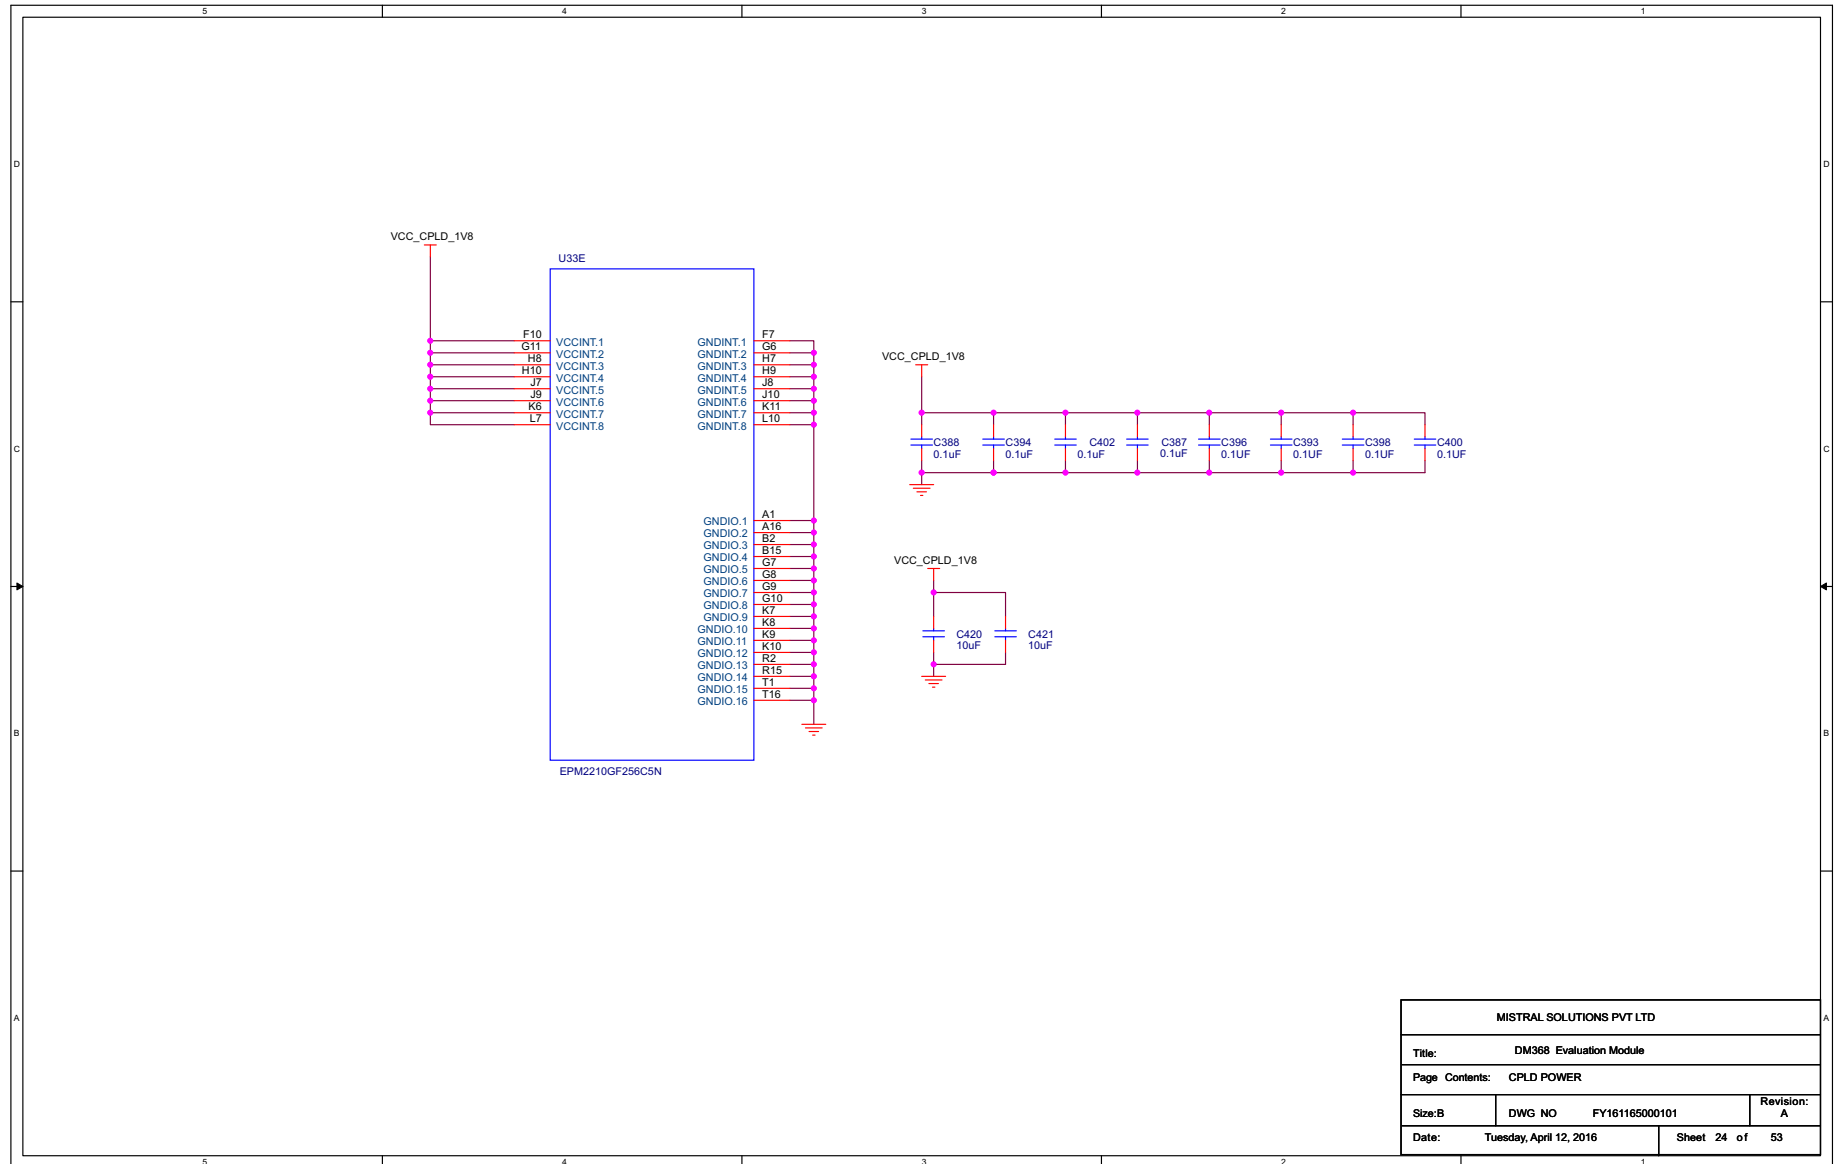 5 4 3 2 1
D D
C C
B B
A A
VCC_CPLD_1V8
U33E
F10 VCCINT.1 GNDINT.1 F7
G11 VCCINT.2 GNDINT.2 G6
H8 VCCINT.3 GNDINT.3 H7
H10 VCCINT.4 GNDINT.4 H9
J7 VCCINT.5 GNDINT.5 J8
J9 VCCINT.6 GNDINT.6 J10
K6 VCCINT.7 GNDINT.7 K11
L7 VCCINT.8 GNDINT.8 L10
GNDIO.1 A1
GNDIO.2 A16
GNDIO.3 B2
GNDIO.4 B15
GNDIO.5 G7
GNDIO.6 G8
GNDIO.7 G9
GNDIO.8 G10
GNDIO.9 K7
GNDIO.10 K8
GNDIO.11 K9
GNDIO.12 K10
GNDIO.13 R2
GNDIO.14 R15
GNDIO.15 T1
GNDIO.16 T16
EPM2210GF256C5N
VCC_CPLD_1V8
C388 C394 C402 C387 C396 C393 C398 C400
0.1uF 0.1uF 0.1uF 0.1uF 0.1UF 0.1UF 0.1UF 0.1UF
VCC_CPLD_1V8
C420 C421
10uF 10uF
MISTRAL SOLUTIONS PVT LTD
Title: DM368 Evaluation Module
Page Contents: CPLD POWER
Size:B DWG NO FY161165000101 Revision: A
Date: Tuesday, April 12, 2016 Sheet 24 of 53
5 4 3 2 1